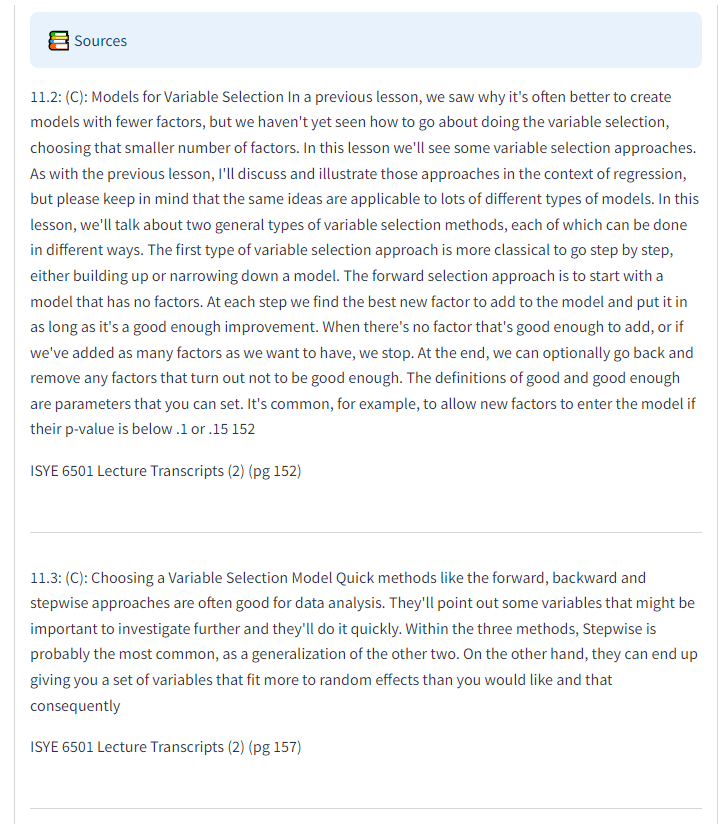 Sources
11.2: (C): Models for Variable Selection In a previous lesson, we saw why it's often better to create
models with fewer factors, but we haven't yet seen how to go about doing the variable selection,
choosing that smaller number of factors. In this lesson we'll see some variable selection approaches.
As with the previous lesson, I'll discuss and illustrate those approaches in the context of regression,
but please keep in mind that the same ideas are applicable to lots of different types of models. In this
lesson, we'll talk about two general types of variable selection methods, each of which can be done
in different ways. The first type of variable selection approach is more classical to go step by step,
either building up or narrowing down a model. The forward selection approach is to start with a
model that has no factors. At each step we find the best new factor to add to the model and put it in
as long as it's a good enough improvement. When there's no factor that's good enough to add, or if
we've added as many factors as we want to have, we stop. At the end, we can optionally go back and
remove any factors that turn out not to be good enough. The definitions of good and good enough
are parameters that you can set. It's common, for example, to allow new factors to enter the model if
their p-value is below .1 or .15 152
ISYE 6501 Lecture Transcripts (2) (pg 152)
11.3: (C): Choosing a Variable Selection Model Quick methods like the forward, backward and
stepwise approaches are often good for data analysis. They'll point out some variables that might be
important to investigate further and they'll do it quickly. Within the three methods, Stepwise is
probably the most common, as a generalization of the other two. On the other hand, they can end up
giving you a set of variables that fit more to random effects than you would like and that
consequently
ISYE 6501 Lecture Transcripts (2) (pg 157)